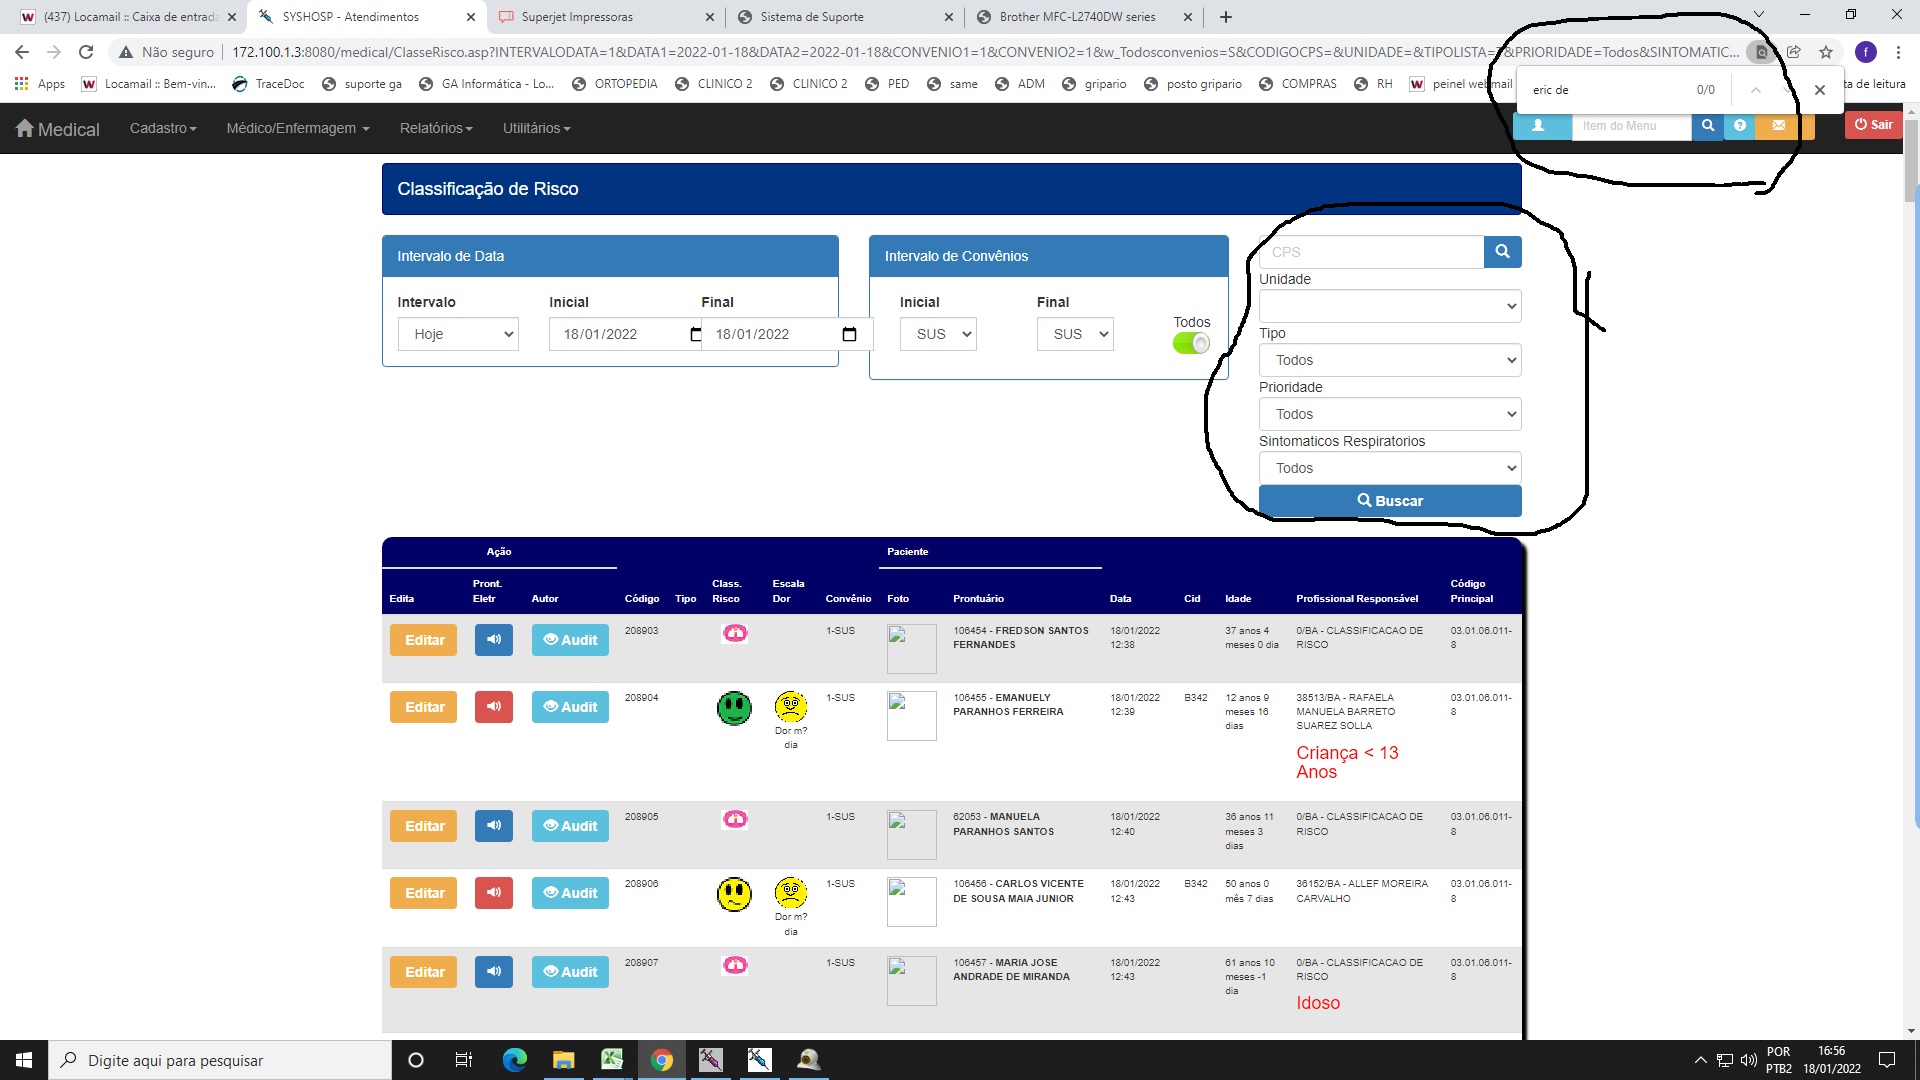 (437) Locamail :: Caixa de entrada
SYSHOSP - Atendimentos
Superjet Impressoras
Sistema de Suporte
Brother MFC-L2740DW series
Não seguro
172.100.1.3:8080/medical/ClasseRisco.asp?INTERVALODATA=1&DATA1=2022-01-18&DATA2=2022-01-18&CONVENIO1=1&CONVENIO2=1&w_Todosconvenios=S&CODIGOCPS=&UNIDADE=&TIPOLISTA=T&PRIORIDADE=Todos&SINTOMATIC...
f
Apps
Locamail :: Bem-vin...
TraceDoc
suporte ga
GA Informática - Lo...
ORTOPEDIA
CLINICO 2
CLINICO 2
PED
same
ADM
gripario
posto gripario
COMPRAS
RH
peinel webmail
ta de leitura
eric de
0/0
Medical
Cadastro
Médico/Enfermagem
Relatórios
Utilitários
Item do Menu
Sair
Classificação de Risco
Intervalo de Data
Intervalo
Inicial
Final
Hoje
18/01/2022
18/01/2022
Intervalo de Convênios
Inicial
Final
SUS
SUS
Todos
CPS
Unidade
Tipo
Todos
Prioridade
Todos
Sintomaticos Respiratorios
Todos
Buscar
Ação
Paciente
Edita
Pront. Eletr
Autor
Código
Tipo
Class. Risco
Escala Dor
Convênio
Foto
Prontuário
Data
Cid
Idade
Profissional Responsável
Código Principal
Editar
Audit
208903
1-SUS
106454 - FREDSON SANTOS FERNANDES
18/01/2022 12:38
37 anos 4 meses 0 dia
0/BA - CLASSIFICACAO DE RISCO
03.01.06.011-8
Editar
Audit
208904
Dor m? dia
1-SUS
106455 - EMANUELY PARANHOS FERREIRA
18/01/2022 12:39
B342
12 anos 9 meses 16 dias
38513/BA - RAFAELA MANUELA BARRETO SUAREZ SOLLA
Criança < 13 Anos
03.01.06.011-8
Editar
Audit
208905
1-SUS
62053 - MANUELA PARANHOS SANTOS
18/01/2022 12:40
36 anos 11 meses 3 dias
0/BA - CLASSIFICACAO DE RISCO
03.01.06.011-8
Editar
Audit
208906
Dor m? dia
1-SUS
106456 - CARLOS VICENTE DE SOUSA MAIA JUNIOR
18/01/2022 12:43
B342
50 anos 0 mês 7 dias
36152/BA - ALLEF MOREIRA CARVALHO
03.01.06.011-8
Editar
Audit
208907
1-SUS
106457 - MARIA JOSE ANDRADE DE MIRANDA
18/01/2022 12:43
61 anos 10 meses -1 dia
0/BA - CLASSIFICACAO DE RISCO
Idoso
03.01.06.011-8
Digite aqui para pesquisar
POR
PTB2
16:56
18/01/2022